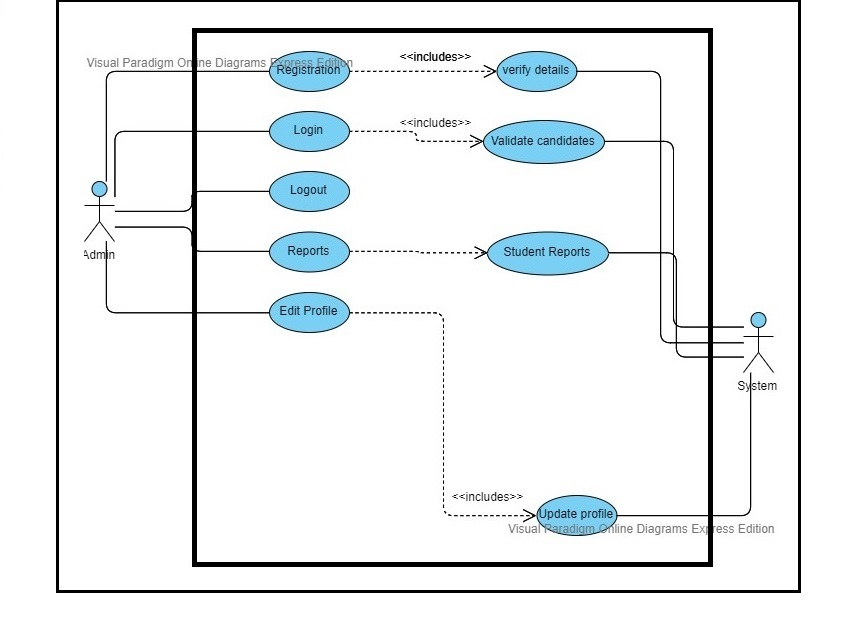 <<includes>>
Visual Paradigm Online Diagrams Express Edition
Registration
verify details
<<includes>>
Login
Validate candidates
Logout
Admin
Reports
Student Reports
Edit Profile
System
<<includes>>
Update profile
Visual Paradigm Online Diagrams Express Edition